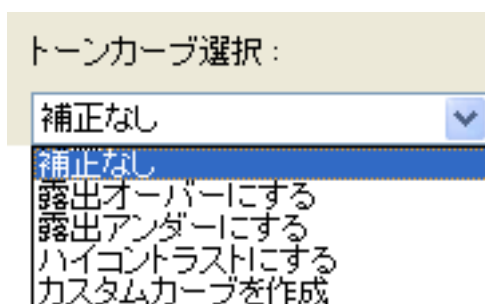 トーンカーブ選択：
補正なし
補正なし
露出オーバーにする
露出アンダーにする
ハイコントラストにする
カスタムカーブを作成